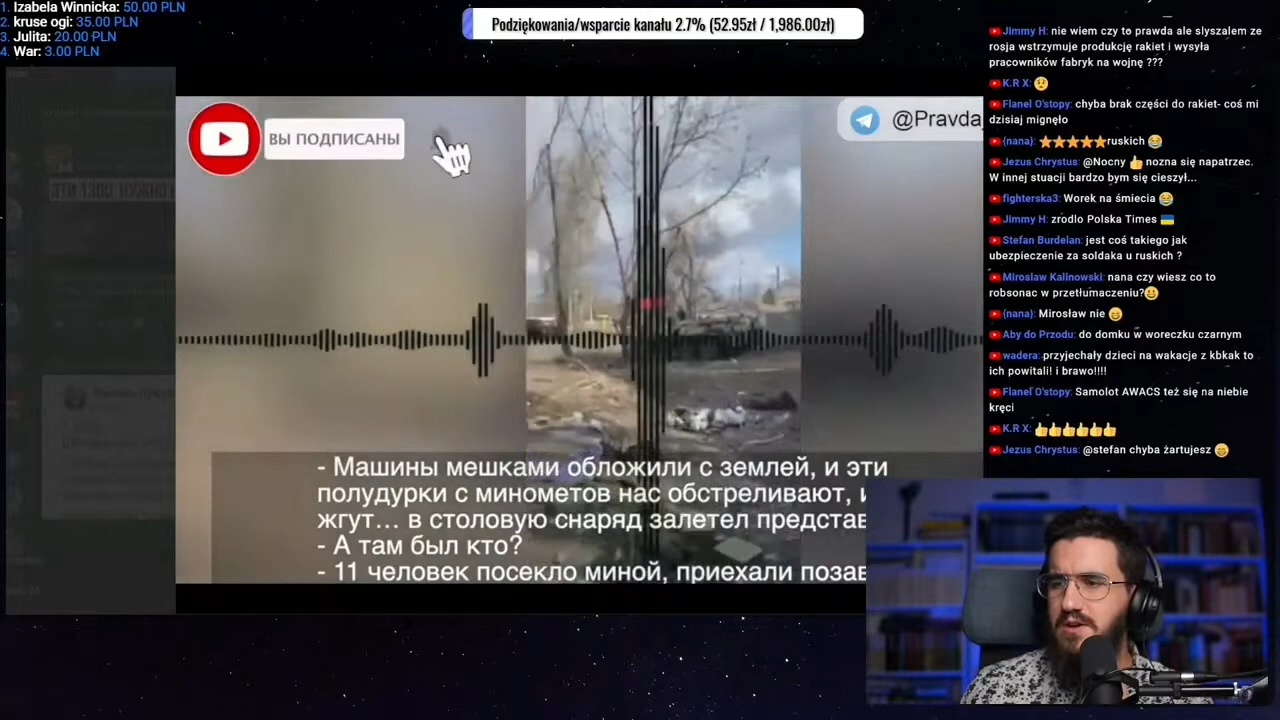 1. Izabela Winnicka: 50.00 PLN
2. kruse ogi: 35.00 PLN
3. Julita: 20.00 PLN
4. War: 3.00 PLN
Podziękowania/wsparcie kanału 2.7% (52.95zł / 1,986.00zł)
ВЫ ПОДПИСАНЫ
@Pravda
- Машины мешками обложили с землей, и эти
полудурки с минометов нас обстреливают, и
жгут... в столовую снаряд залетел представ
- А там был кто?
- 11 человек посекло миной, приехали позав
Jimmy H: nie wiem czy to prawda ale slyszalem ze
rosja wstrzymuje produkcję rakiet i wysyła
pracowników fabryk na wojnę ???
K.R X: 😟
Flanel O'stopy: chyba brak części do rakiet- coś mi
dzisiaj mignęło
(nana): ⭐⭐⭐⭐⭐ruskich 😂
Jezus Chrystus: @Nocny 👍 nozna się napatrzec.
W innej stuacji bardzo bym się cieszył...
fighterska3: Worek na śmiecia 😂
Jimmy H: zrodlo Polska Times 🇺🇦
Stefan Burdelan: jest coś takiego jak
ubezpieczenie za soldaka u ruskich ?
Miroslaw Kalinowski: nana czy wiesz co to
robsonac w przetłumaczeniu?😀
(nana): Mirosław nie 😄
Aby do Przodu: do domku w woreczku czarnym
wadera: przyjechały dzieci na wakacje z kbkak to
ich powitali! i brawo!!!!
Flanel O'stopy: Samolot AWACS też się na niebie
kręci
K.R X: 👍👍👍👍👍👍
Jezus Chrystus: @stefan chyba żartujesz 😄